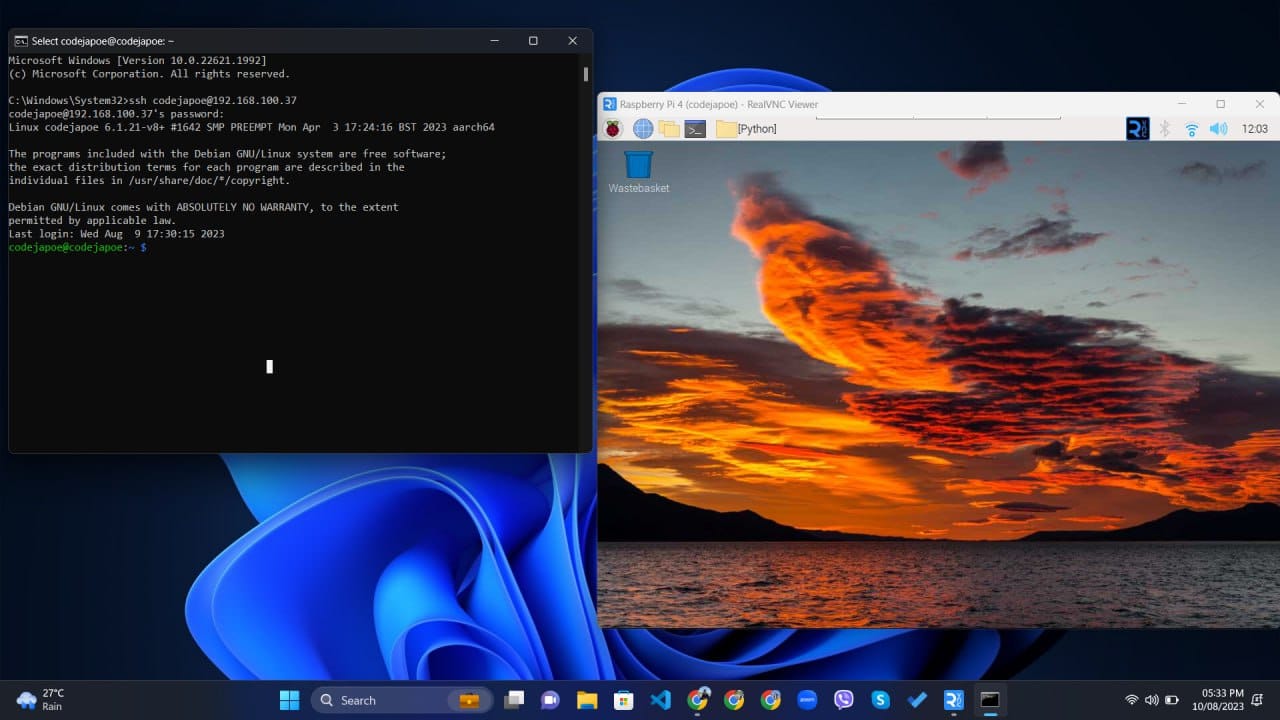 Select codejapoe@codejapoe: ~
Microsoft Windows [Version 10.0.22621.1992]
(c) Microsoft Corporation. All rights reserved.
C:\Windows\System32>ssh codejapoe@192.168.100.37
codejapoe@192.168.100.37's password:
Linux codejapoe 6.1.21-v8+ #1642 SMP PREEMPT Mon Apr  3 17:24:16 BST 2023 aarch64
The programs included with the Debian GNU/Linux system are free software;
the exact distribution terms for each program are described in the
individual files in /usr/share/doc/*/copyright.
Debian GNU/Linux comes with ABSOLUTELY NO WARRANTY, to the extent
permitted by applicable law.
Last login: Wed Aug  9 17:30:15 2023
codejapoe@codejapoe:~ $
Raspberry Pi 4 (codejapoe) - RealVNC Viewer
[Python]
12:03
Wastebasket
27°C
Rain
Search
05:33 PM
10/08/2023